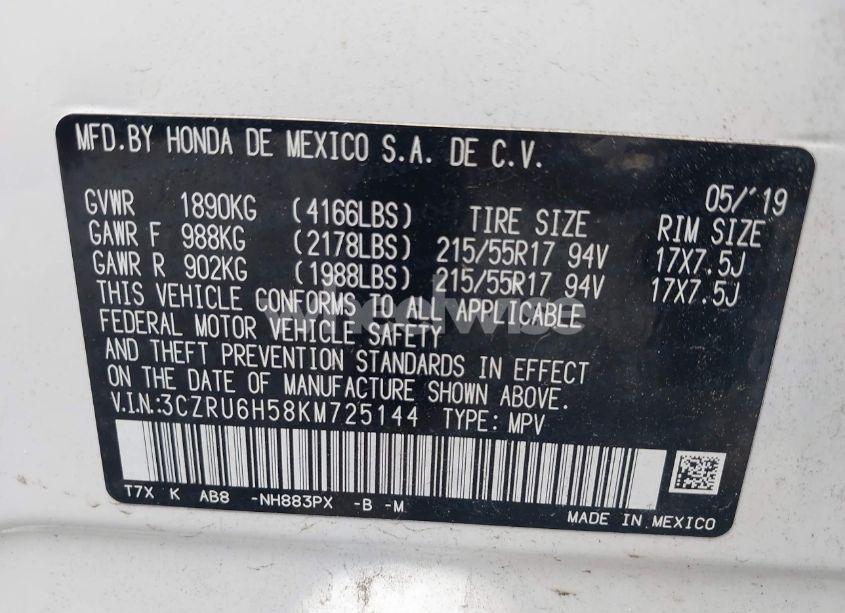 MFD.BY HONDA DE MEXICO S.A. DE C.V.
05/'19
GVWR 1890KG (4166LBS) TIRE SIZE RIM SIZE
GAWR F 988KG (2178LBS) 215/55R17 94V 17X7.5J
GAWR R 902KG (1988LBS) 215/55R17 94V 17X7.5J
THIS VEHICLE CONFORMS TO ALL APPLICABLE
FEDERAL MOTOR VEHICLE SAFETY
AND THEFT PREVENTION STANDARDS IN EFFECT
ON THE DATE OF MANUFACTURE SHOWN ABOVE.
V.I.N:3CZRU6H58KM725144 TYPE: MPV
T7X K AB8 -NH883PX -B -M
MADE IN MEXICO